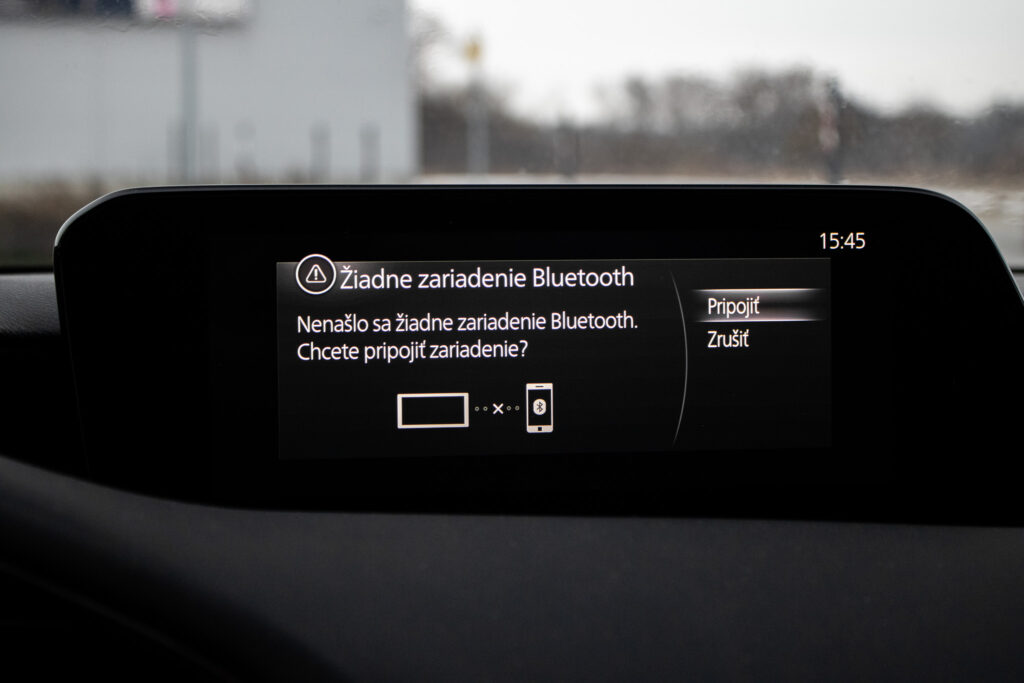 15:45
Žiadne zariadenie Bluetooth
Nenašlo sa žiadne zariadenie Bluetooth.
Chcete pripojiť zariadenie?
Pripojiť
Zrušiť